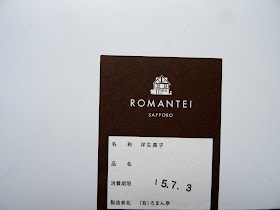 ROMANTEI
SAPPORO
名 称 洋生菓子
品 名
消費期限 15.7.3
製造者名 (有)ろまん亭